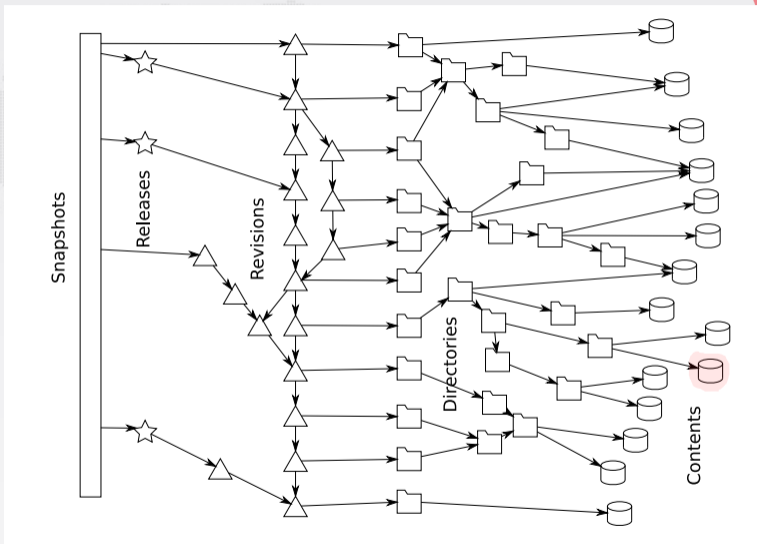 Snapshots
Releases
Revisions
Directories
Contents